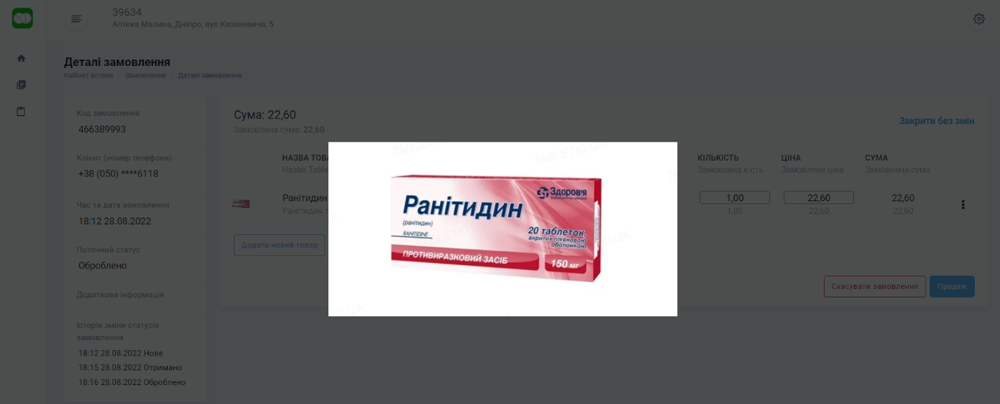 39634
Аптека Малина, Дніпро, вул.Казакевича, 5
Деталі замовлення
Кабінет аптеки / Замовлення / Деталі замовлення
Код замовлення
466389993
Клієнт (номер телефона)
+38 (050) ****6118
Час та дата замовлення
18:12 28.08.2022
Поточний статус
Оброблено
Додаткова інформація
Історія зміни статусів
замовлення
18:12 28.08.2022 Нове
18:15 28.08.2022 Отримано
18:16 28.08.2022 Оброблено
Сума: 22,60
Замовлена сума: 22,60
Закрити без змін
НАЗВА ТОВА КІЛЬКІСТЬ ЦІНА СУМА
Назва Table Замовлена к-сть Замовлена ціна Замовлена сума
Ранітидин 1,00 22,60 22,60
Ранітидин т 1,00 22,60 22,60
Додати новий товар
Скасувати замовлення Продаж
TABLETKI.UA
TABLETKI.UA
Здоров'я
Ранітидин
(ранітидин)
RANITIDINE
20 таблеток,
вкритих плівковою
оболонкою
ПРОТИВИРАЗКОВИЙ ЗАСІБ
150 мг